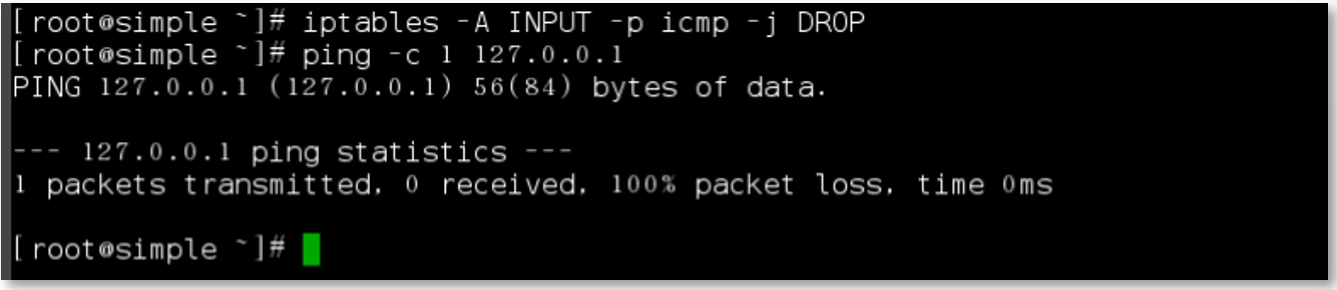 [root@simple ~]# iptables -A INPUT -p icmp -j DROP
[root@simple ~]# ping -c 1 127.0.0.1
PING 127.0.0.1 (127.0.0.1) 56(84) bytes of data.
--- 127.0.0.1 ping statistics ---
1 packets transmitted, 0 received, 100% packet loss, time 0ms
[root@simple ~]#